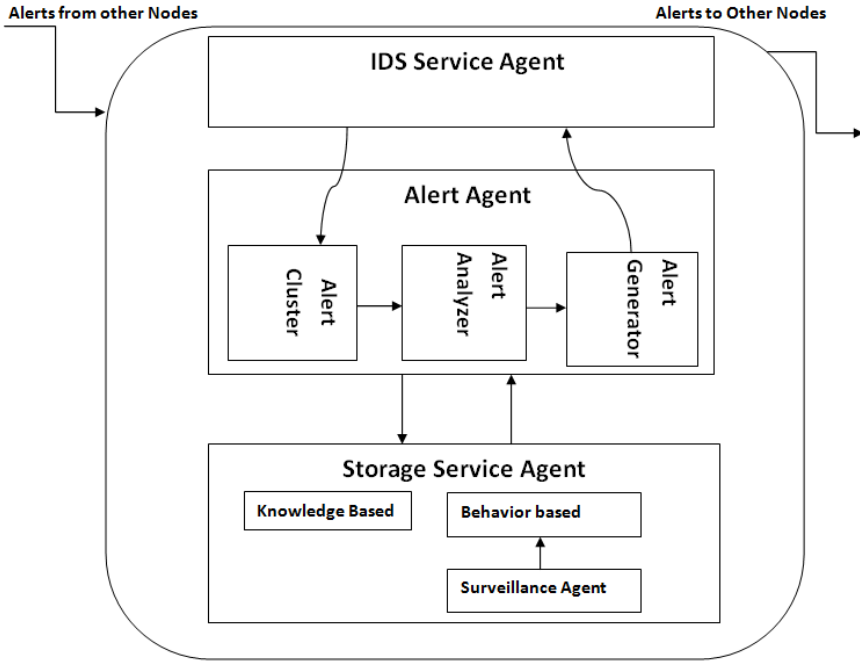 Alerts from other Nodes
Alerts to Other Nodes
IDS Service Agent
Alert Agent
Alert
Cluster
Alert
Analyzer
Alert
Generator
Storage Service Agent
Knowledge Based
Behavior based
Surveillance Agent